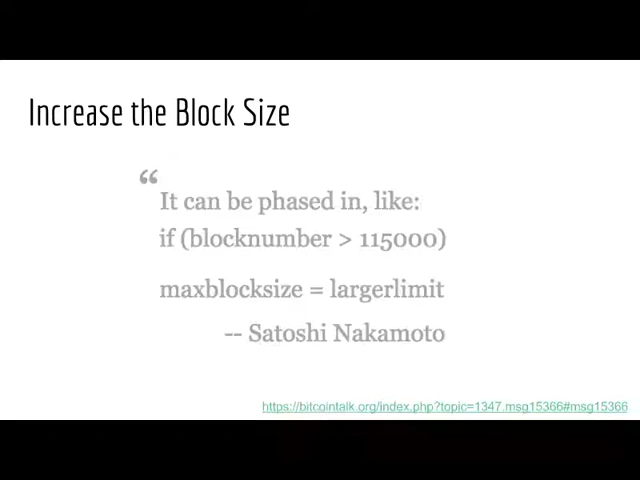 Increase the Block Size
“
It can be phased in, like:
if (blocknumber > 115000)
maxblocksize = largerlimit
-- Satoshi Nakamoto
https://bitcointalk.org/index.php?topic=1347.msg15366#msg15366